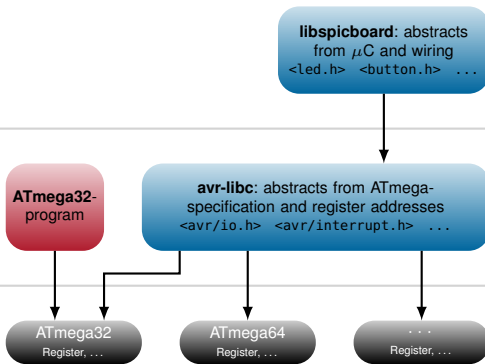 libspicboard: abstracts
from μC and wiring
<led.h> <button.h> ...
ATmega32-
program
avr-libc: abstracts from ATmega-
specification and register addresses
<avr/io.h> <avr/interrupt.h> ...
ATmega32
Register, ...
ATmega64
Register, ...
...
Register, ...